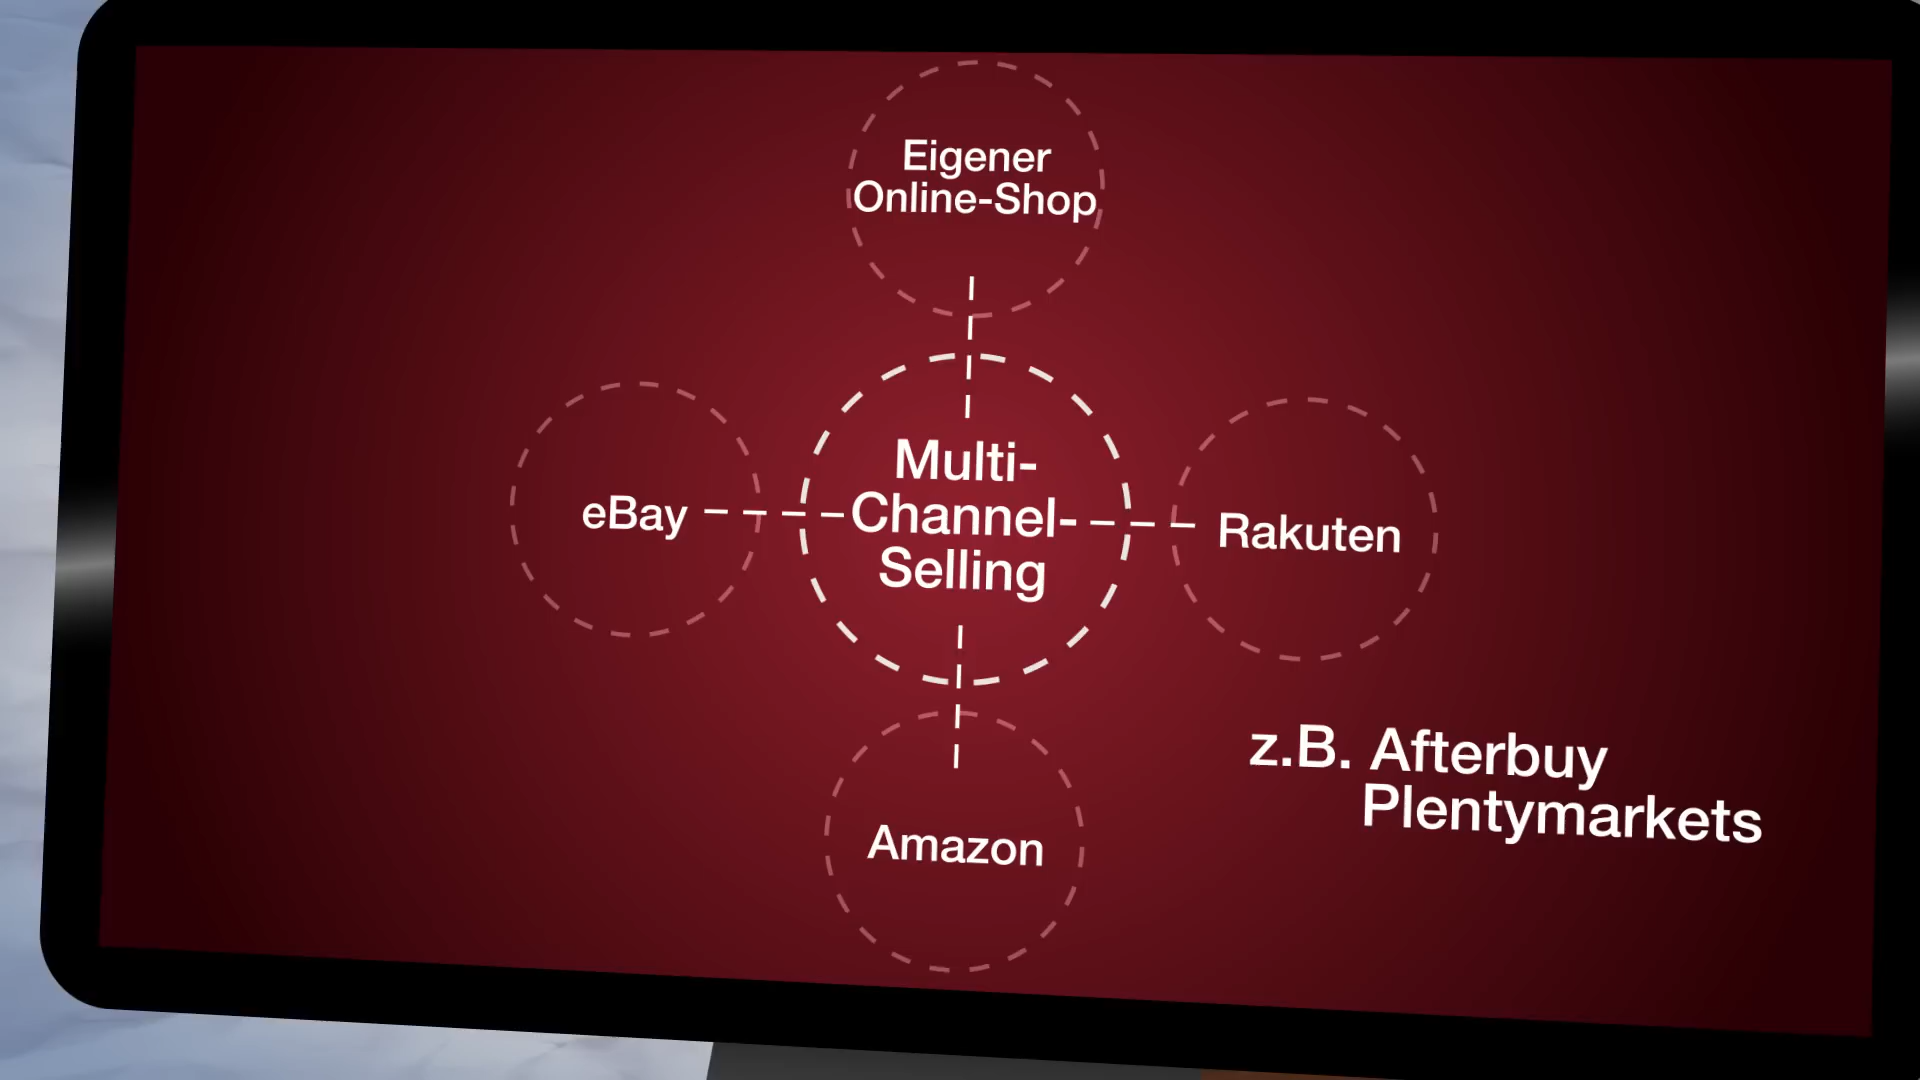 Eigener
Online-Shop
eBay
Multi-
Channel-
Selling
Rakuten
Amazon
z.B. Afterbuy
Plentymarkets